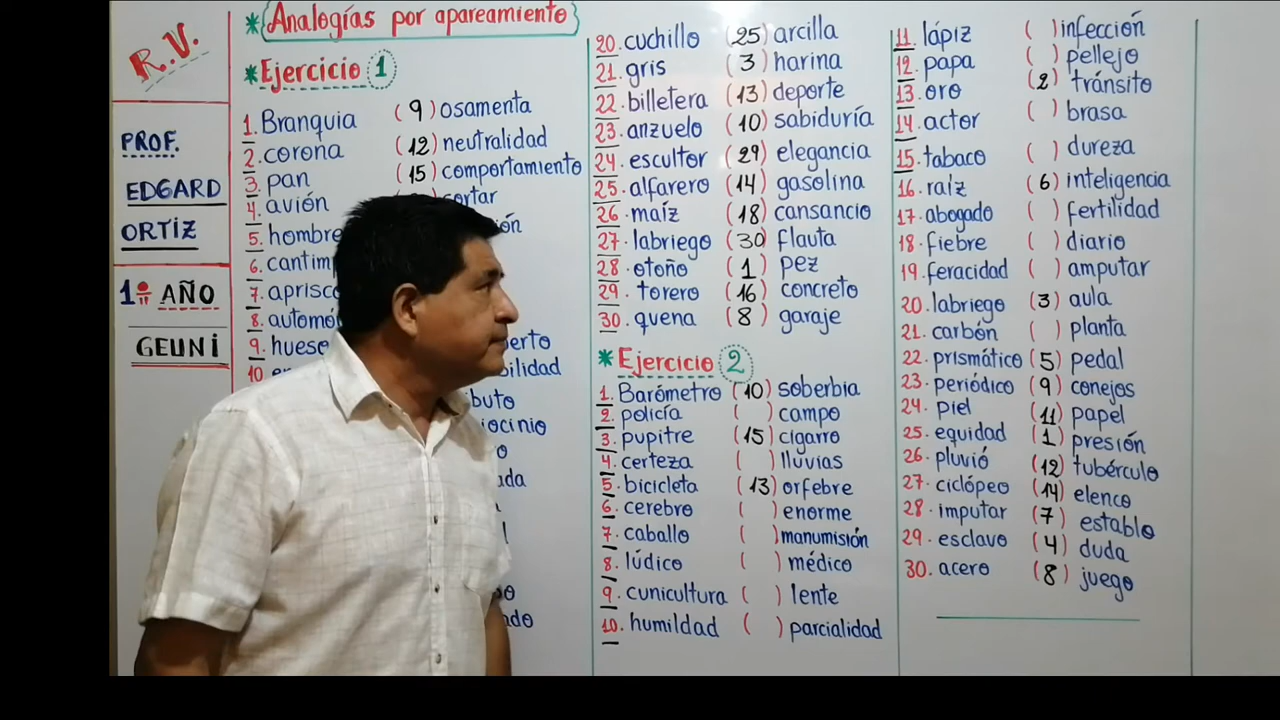 R.V.
PROF.
EDGARD
ORTIZ
1º AÑO
GEUNI
* Analogías por apareamiento
* Ejercicio 1
1. Branquia (9) osamenta
2. corona (12) neutralidad
3. pan (15) comportamiento
4. avión cortar
5. hombre
6.
7. aprisco
8.
9. hueso
10
20. cuchillo (25) arcilla
21. gris (3) harina
22. billetera (13) deporte
23. anzuelo (10) sabiduría
24. escultor (29) elegancia
25. alfarero (14) gasolina
26. maíz (18) cansancio
27. labriego (30) flauta
28. otoño (1) pez
29. torero (16) concreto
30. quena (8) garaje
* Ejercicio 2
1. Barómetro (10) soberbia
2. policía ( ) campo
3. pupitre (15) cigarro
4. certeza ( ) lluvias
5. bicicleta (13) orfebre
6. cerebro ( ) enorme
7. caballo ( ) manumisión
8. lúdico ( ) médico
9. cunicultura ( ) lente
10. humildad ( ) parcialidad
11. lápiz ( ) infección
12. papa ( ) pellejo
13. oro (2) tránsito
14. actor ( ) brasa
15. tabaco ( ) dureza
16. raíz (6) inteligencia
17. abogado ( ) fertilidad
18. fiebre ( ) diario
19. feracidad ( ) amputar
20. labriego (3) aula
21. carbón ( ) planta
22. prismático (5) pedal
23. periódico (9) conejos
24. piel (11) papel
25. equidad (1) presión
26. pluvió (12) tubérculo
27. ciclópeo (14) elenco
28. imputar (7) establo
29. esclavo (4) duda
30. acero (8) juego